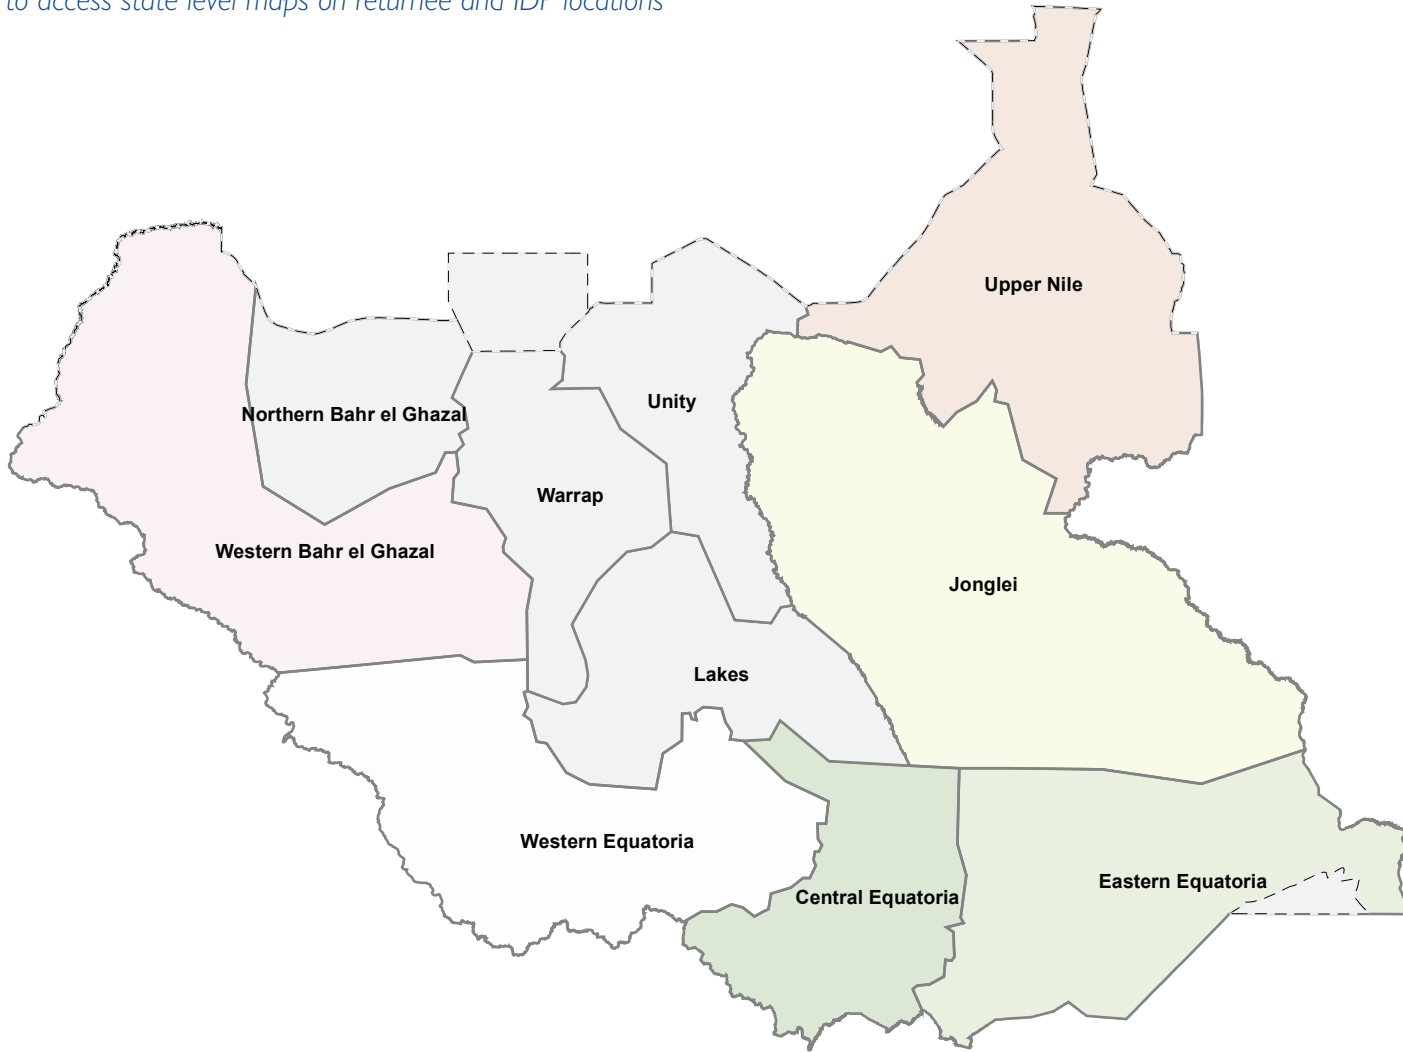 to access state level maps on returnee and IDP locations
Upper Nile
Unity
Northern Bahr el Ghazal
Warrap
Western Bahr el Ghazal
Jonglei
Lakes
Western Equatoria
Eastern Equatoria
Central Equatoria